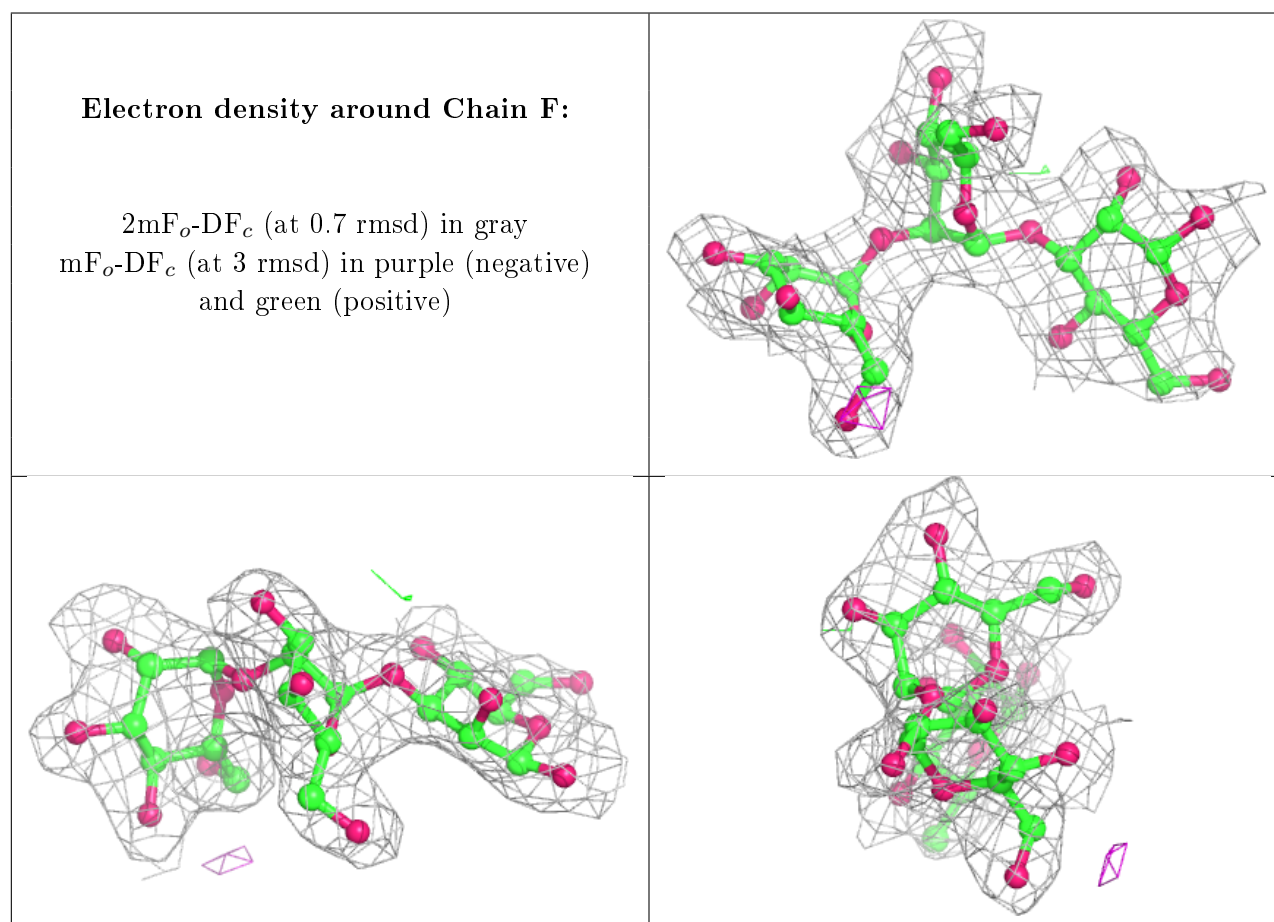 Electron density around Chain F:
2mFo-DFc (at 0.7 rmsd) in gray
mFo-DFc (at 3 rmsd) in purple (negative)
and green (positive)